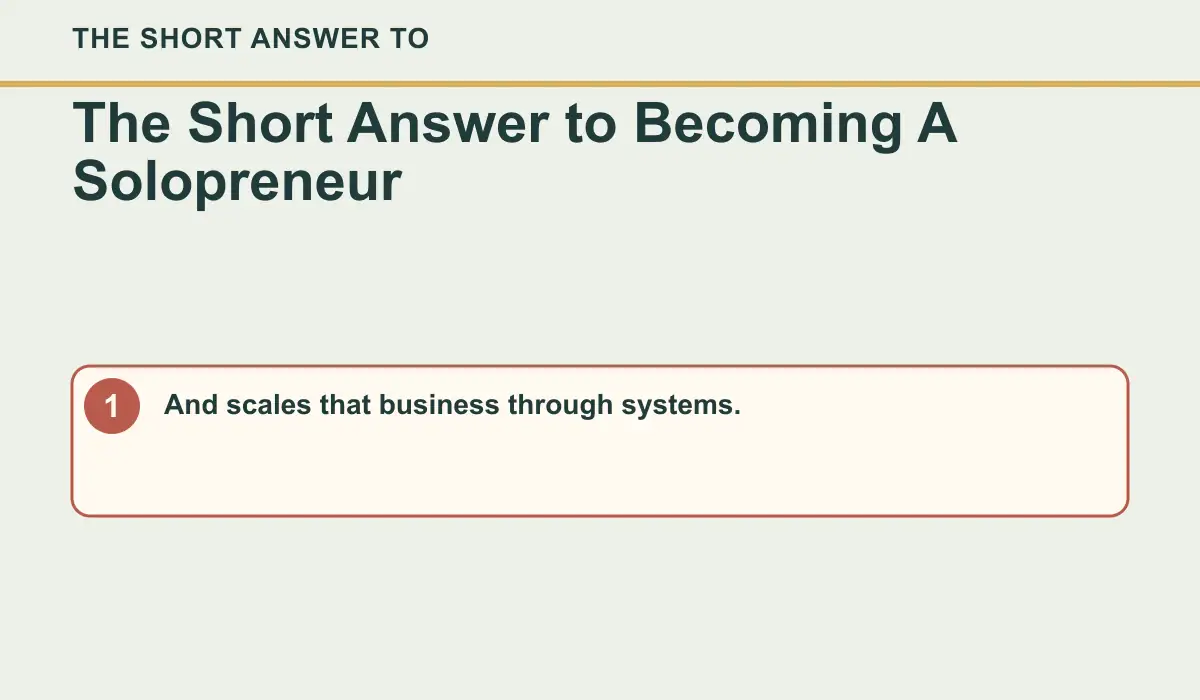 THE SHORT ANSWER TO
The Short Answer to Becoming A
Solopreneur
1
And scales that business through systems.